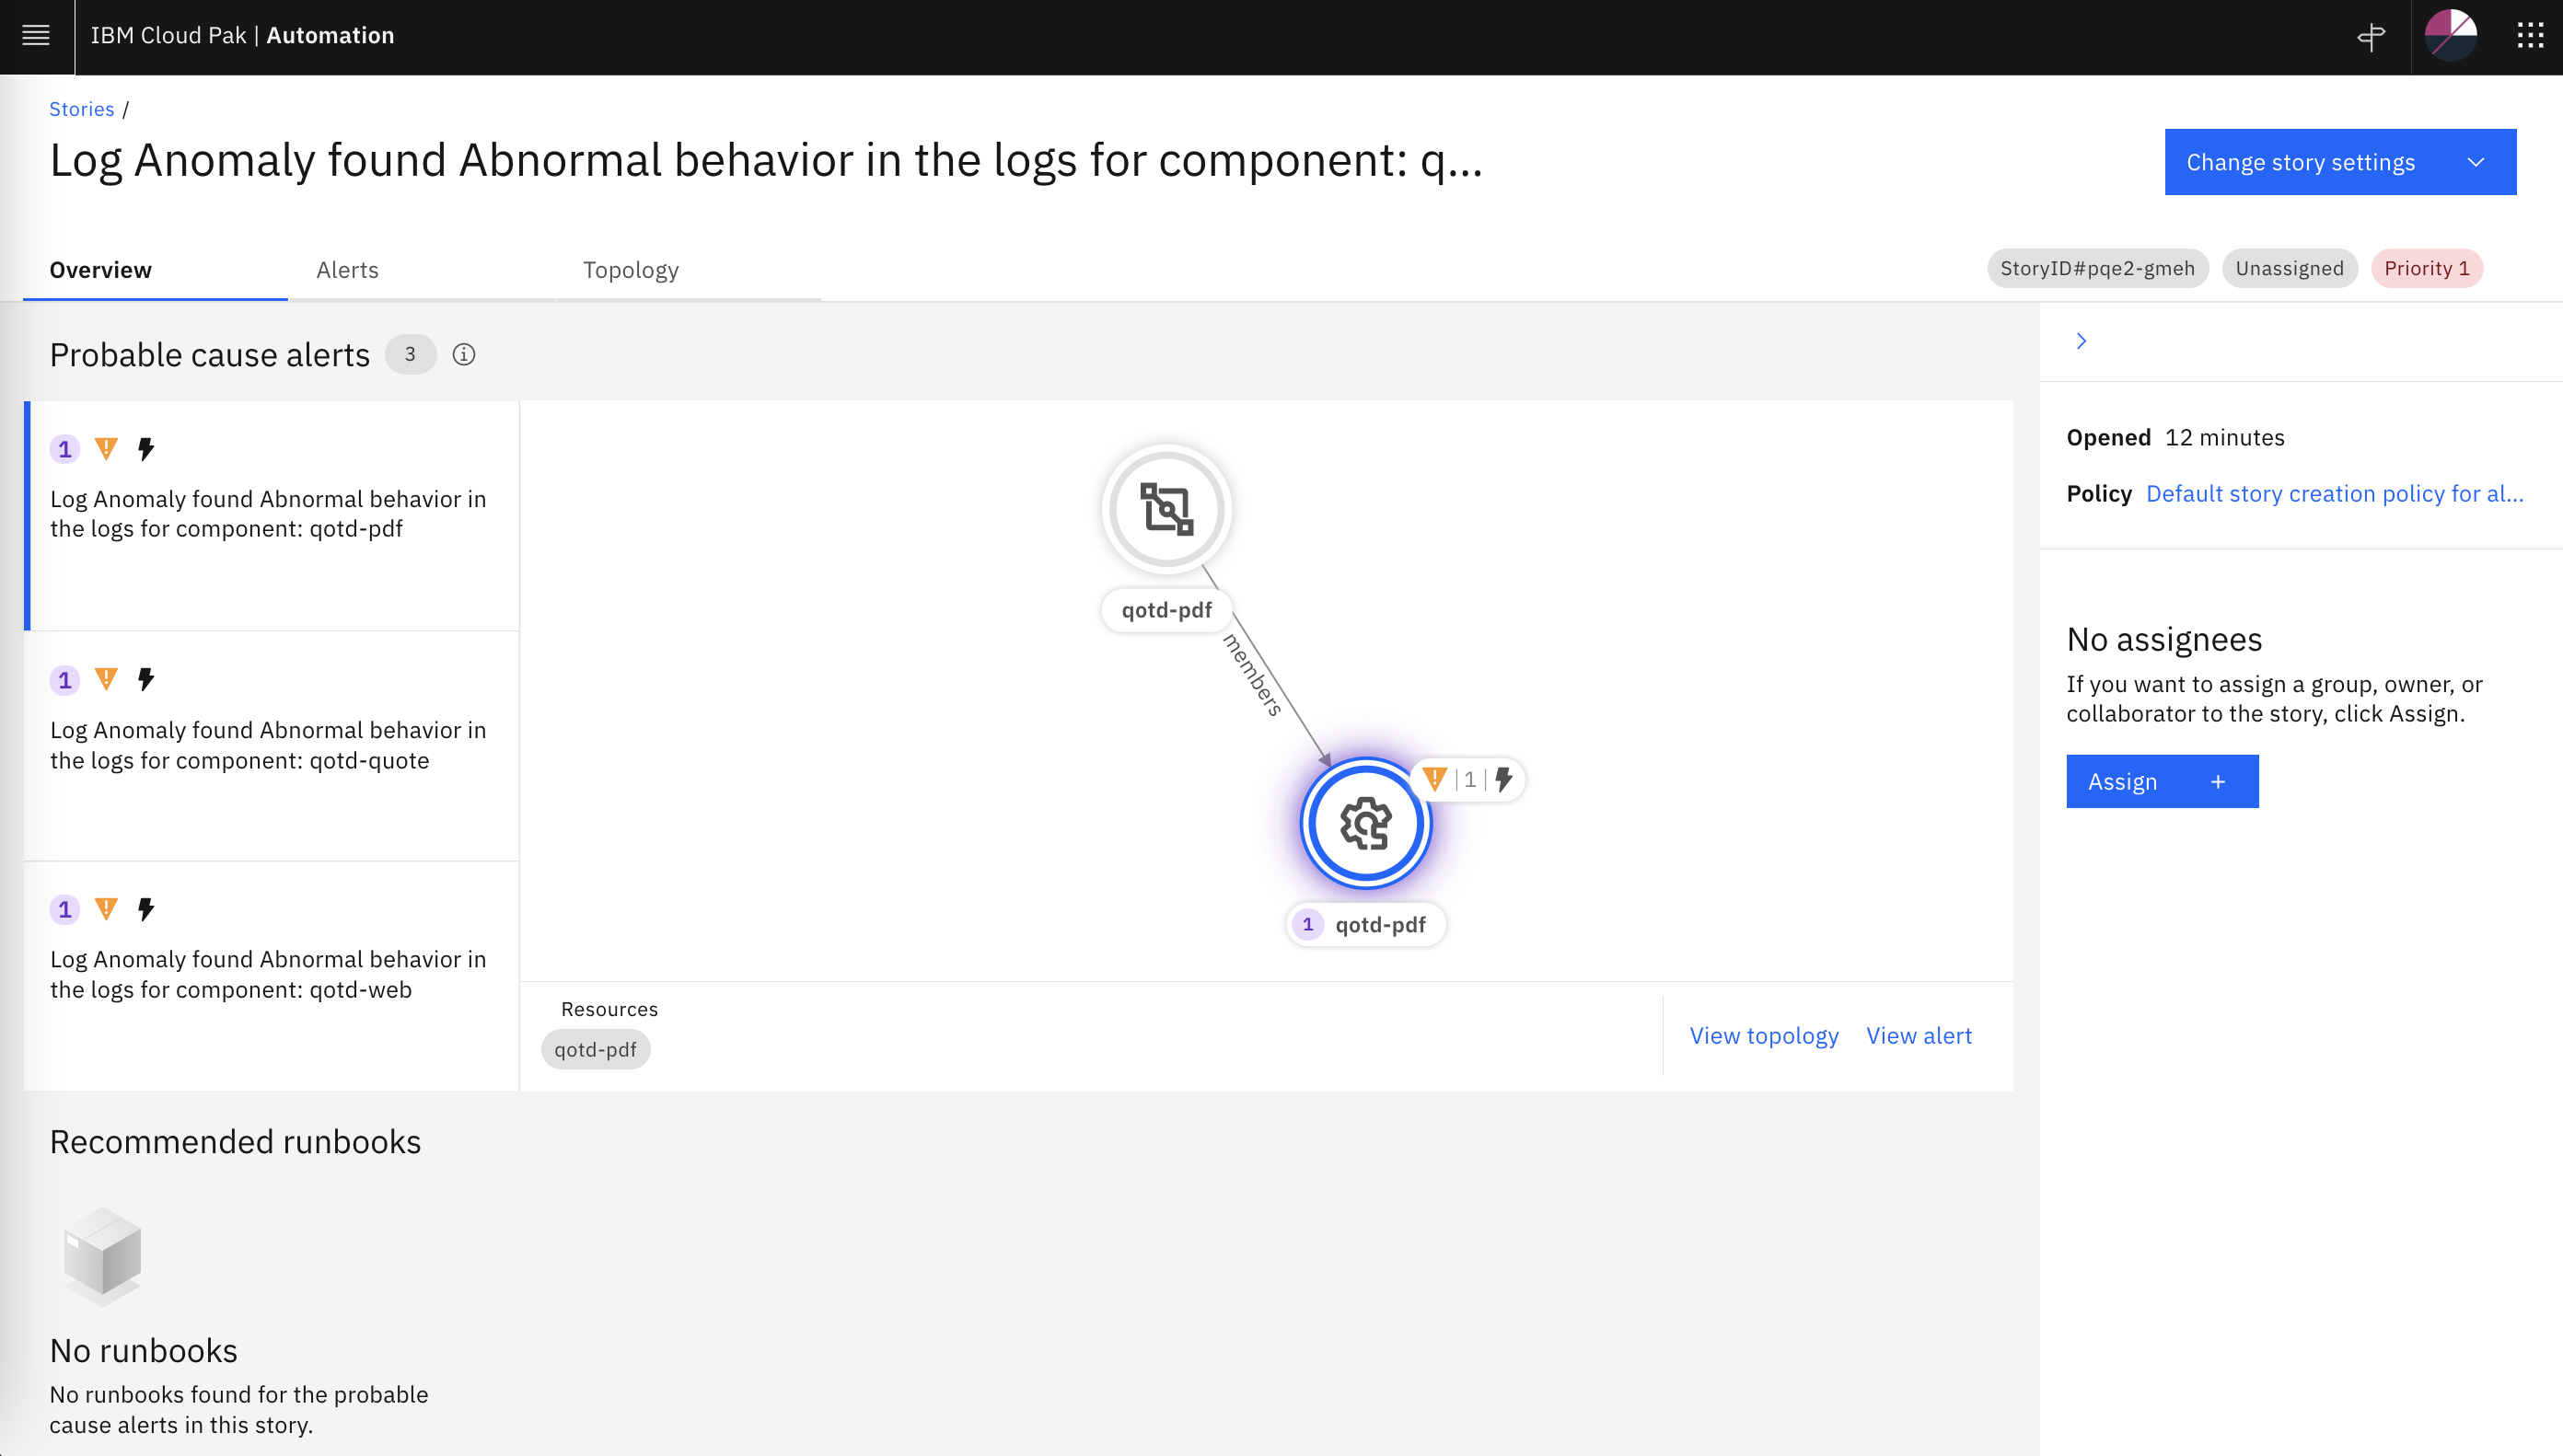 IBM Cloud Pak | Automation
Stories /
Log Anomaly found Abnormal behavior in the logs for component: q...
Change story settings
Overview
Alerts
Topology
StoryID#pqe2-gmeh
Unassigned
Priority 1
Probable cause alerts 3
1
Log Anomaly found Abnormal behavior in
the logs for component: qotd-pdf
1
Log Anomaly found Abnormal behavior in
the logs for component: qotd-quote
1
Log Anomaly found Abnormal behavior in
the logs for component: qotd-web
qotd-pdf
members
| 1 |
1 qotd-pdf
Resources
qotd-pdf
View topology
View alert
Opened 12 minutes
Policy Default story creation policy for al...
No assignees
If you want to assign a group, owner, or
collaborator to the story, click Assign.
Assign +
Recommended runbooks
No runbooks
No runbooks found for the probable
cause alerts in this story.